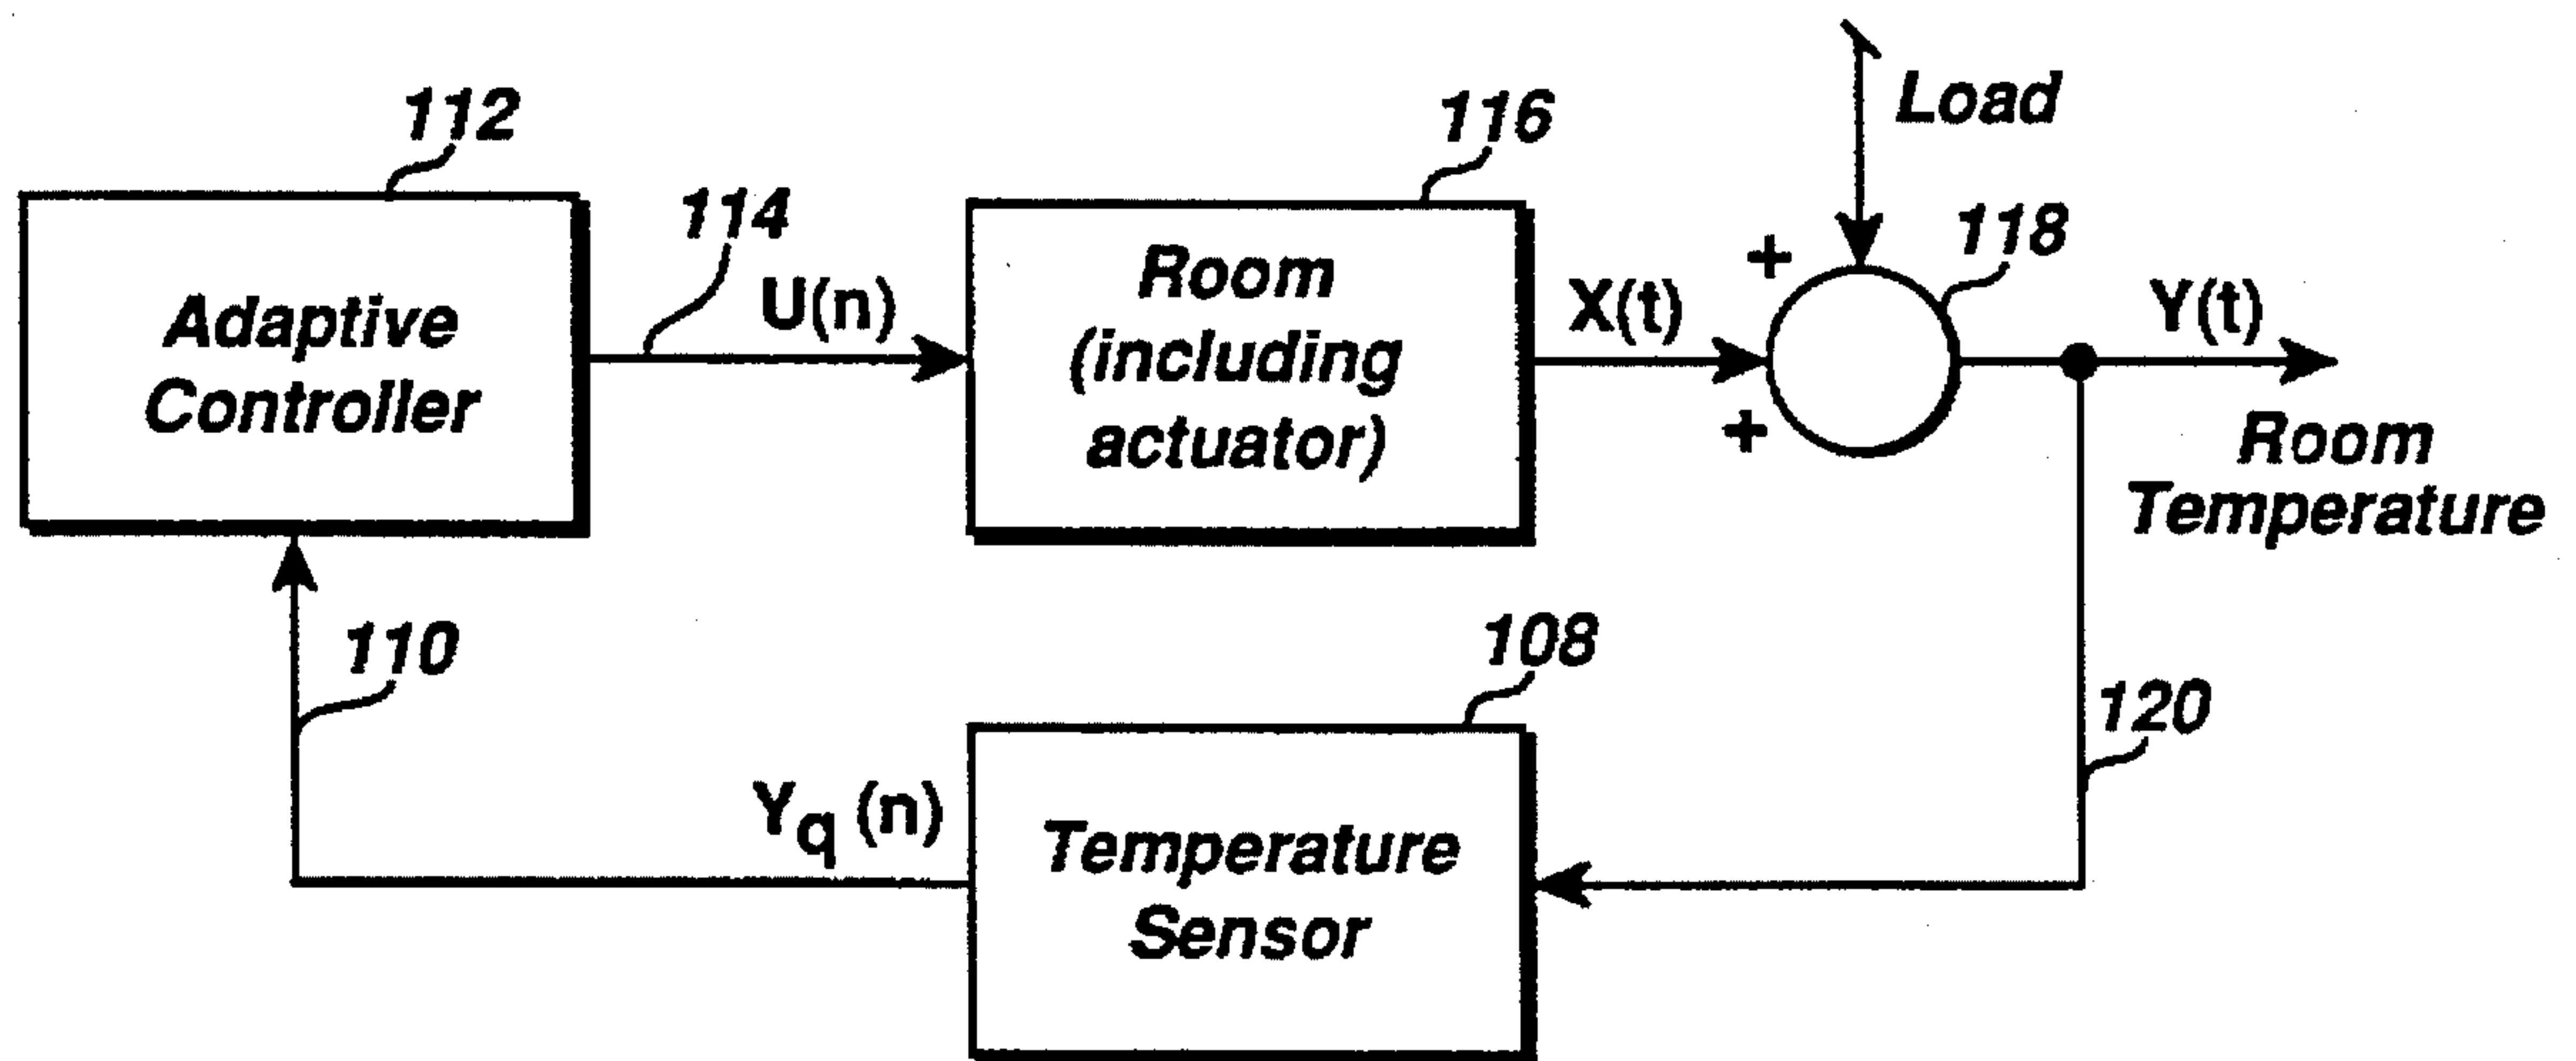 112
116
Load
114
118
Adaptive
Controller
U(n)
Room
(including
actuator)
X(t)
+
+
Y(t)
Room
Temperature
110
108
120
Yq (n)
Temperature
Sensor